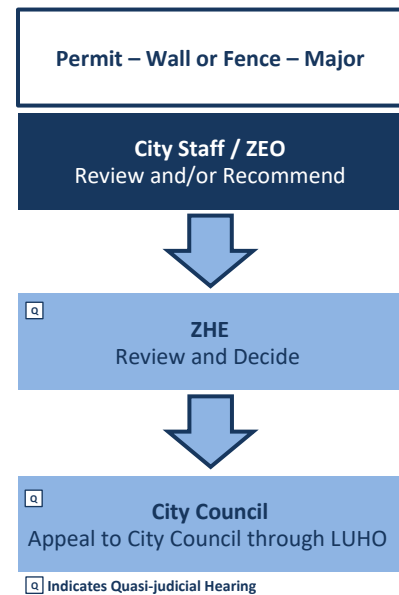 Permit – Wall or Fence – Major
City Staff / ZEO
Review and/or Recommend
Q
ZHE
Review and Decide
Q
City Council
Appeal to City Council through LUHO
Q Indicates Quasi-judicial Hearing